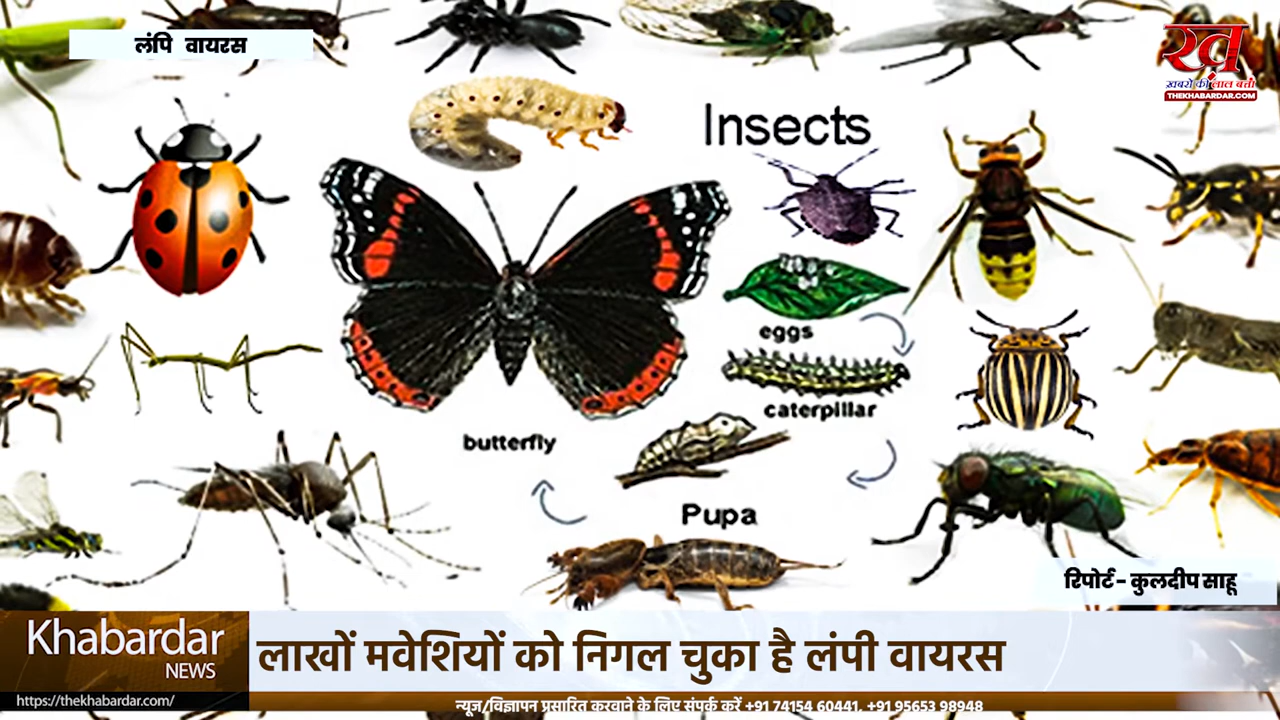 लंपि वायरस
ख़बरों की लाल बत्ती
THEKHABARDAR.COM
Insects
eggs
caterpillar
butterfly
Pupa
रिपोर्ट - कुलदीप साहू
Khabardar
NEWS
लाखों मवेशियों को निगल चुका है लंपी वायरस
https://thekhabardar.com/
न्यूज/विज्ञापन प्रसारित करवाने के लिए संपर्क करें +91 74154 60441, +91 95653 98948